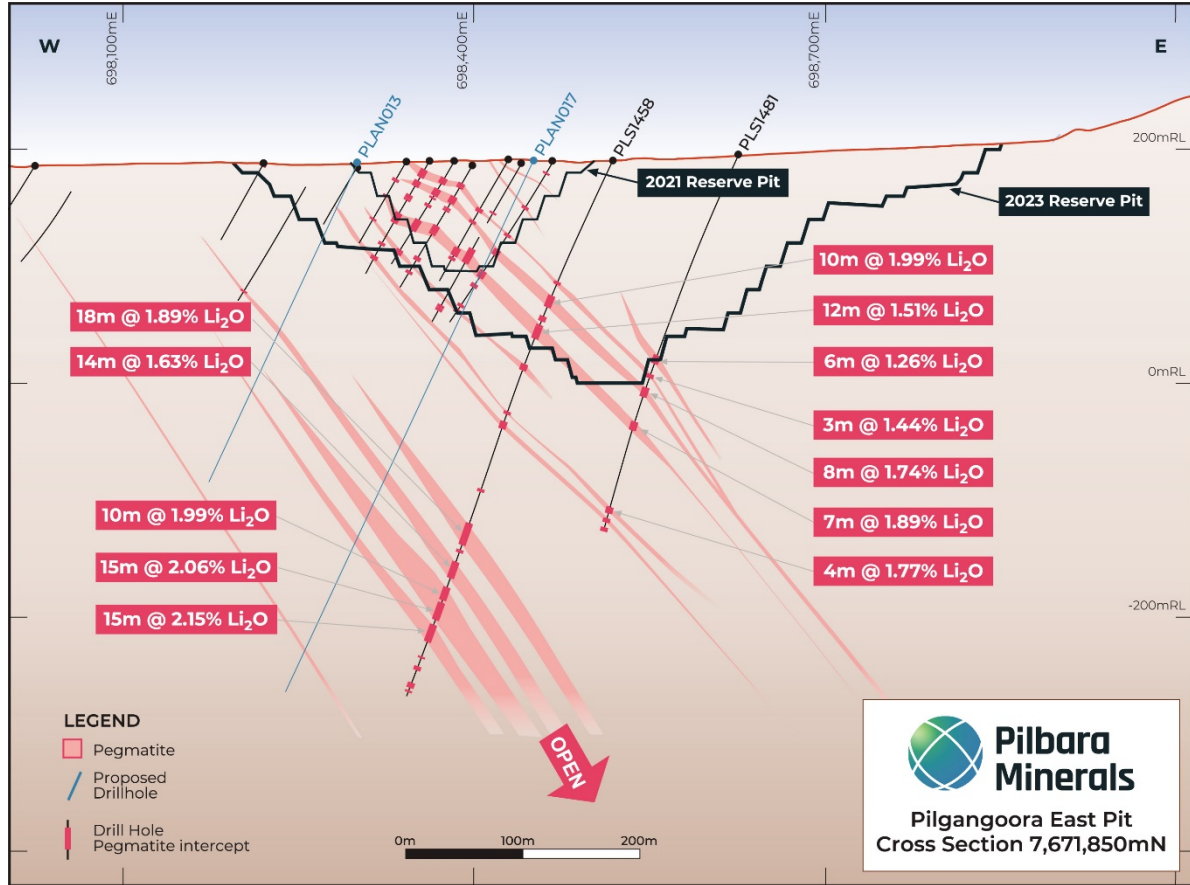 W
698,100mE
698,400mE
698,700mE
E
PLAN013
PLAN017
PLS1458
PLS1481
200mRL
2021 Reserve Pit
2023 Reserve Pit
10m @ 1.99% Li₂O
18m @ 1.89% Li₂O
12m @ 1.51% Li₂O
14m @ 1.63% Li₂O
6m @ 1.26% Li₂O
0mRL
3m @ 1.44% Li₂O
8m @ 1.74% Li₂O
10m @ 1.99% Li₂O
7m @ 1.89% Li₂O
15m @ 2.06% Li₂O
4m @ 1.77% Li₂O
15m @ 2.15% Li₂O
-200mRL
LEGEND
Pegmatite
Proposed
Drillhole
Drill Hole
Pegmatite intercept
OPEN
0m
100m
200m
Pilbara
Minerals
Pilgangoora East Pit
Cross Section 7,671,850mN